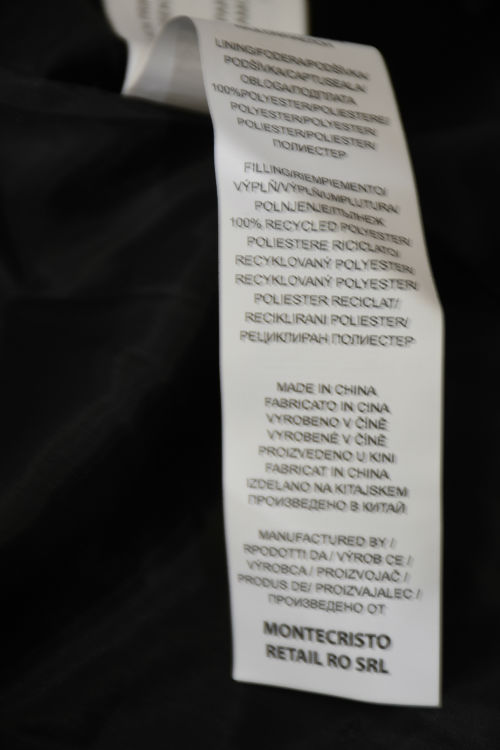 LINING/FODERA/PODŠÍVKA/
PODŠÍVKA/CAPTUSEALA/
OBLOGA/ПОДПЛАТА
100%POLYESTER/POLIESTERE/
POLYESTER/POLYESTER/
POLIESTER/POLIESTER/
ПОЛИЕСТЕР
FILLING/RIEMPIEMENTO/
VÝPLŇ/VÝPLŇ/UMPLUTURA/
POLNJENJE/ПЪЛНЕЖ
100% RECYCLED POLYESTER/
POLIESTERE RICICLATO/
RECYKLOVANÝ POLYESTER/
RECYKLOVANÝ POLYESTER/
POLIESTER RECICLAT/
RECIKLIRANI POLIESTER/
РЕЦИКЛИРАН ПОЛИЕСТЕР
MADE IN CHINA
FABRICATO IN CINA
VYROBENO V ČÍNĚ
VYROBENÉ V ČÍNĚ
PROIZVEDENO U KINI
FABRICAT IN CHINA
IZDELANO NA KITAJSKEM
ПРОИЗВЕДЕНО В КИТАЙ
MANUFACTURED BY /
RPODOTTI DA / VÝROB CE /
VÝROBCA / PROIZVOJAČ /
PRODUS DE/ PROIZVAJALEC /
ПРОИЗВЕДЕНО ОТ
MONTECRISTO
RETAIL RO SRL